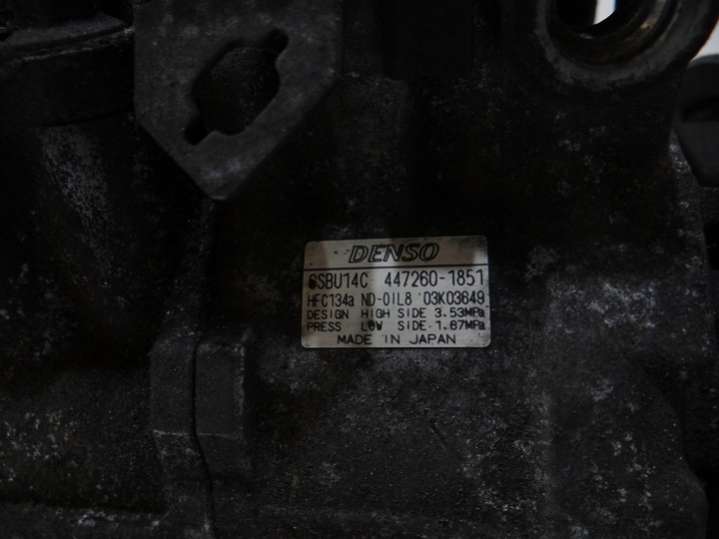 DENSO
6SBU14C 447260-1851
HFC134a ND-OIL8 03K03649
DESIGN HIGH SIDE 3.53MPa
PRESS LOW SIDE 1.67MPa
MADE IN JAPAN